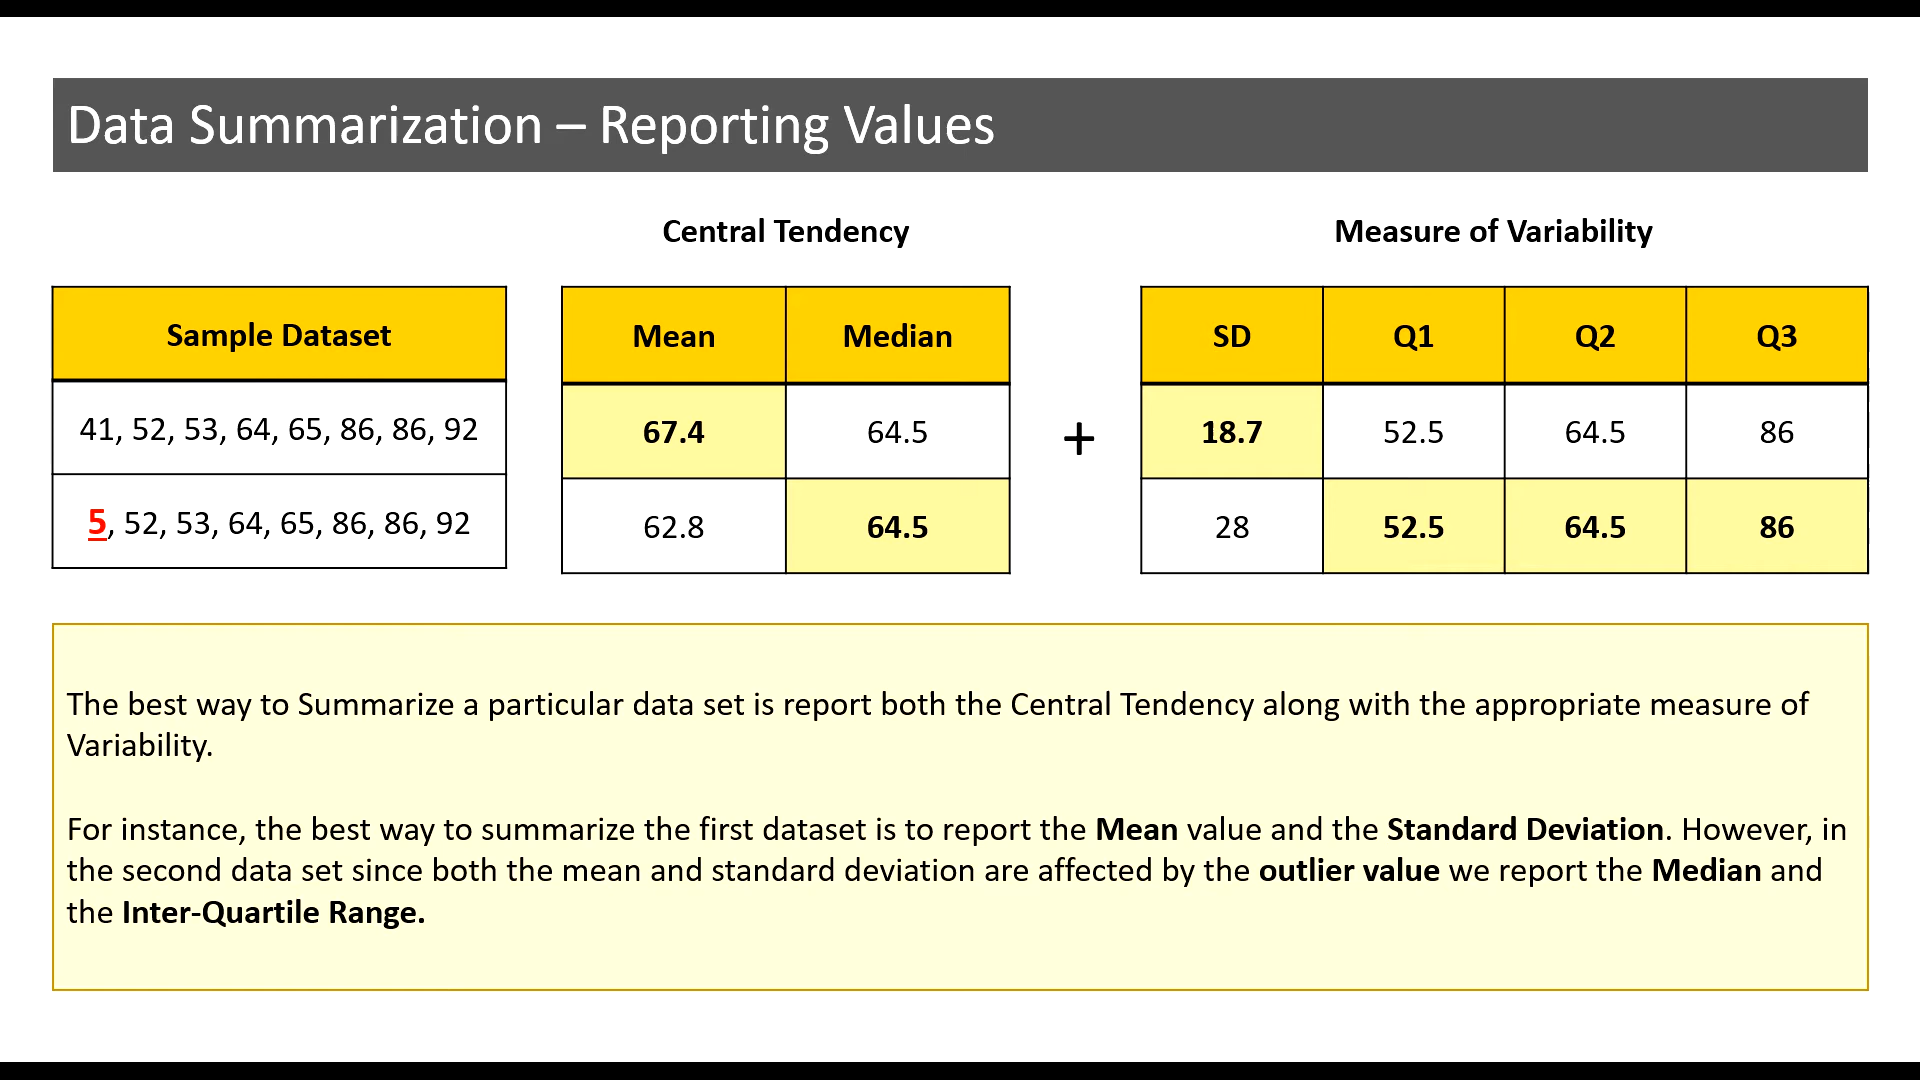 Data Summarization – Reporting Values
Central Tendency
Measure of Variability
Sample Dataset
Mean Median
SD Q1 Q2 Q3
41, 52, 53, 64, 65, 86, 86, 92
67.4 64.5
+
18.7 52.5 64.5 86
5, 52, 53, 64, 65, 86, 86, 92
62.8 64.5
28 52.5 64.5 86
The best way to Summarize a particular data set is report both the Central Tendency along with the appropriate measure of
Variability.
For instance, the best way to summarize the first dataset is to report the Mean value and the Standard Deviation. However, in
the second data set since both the mean and standard deviation are affected by the outlier value we report the Median and
the Inter-Quartile Range.